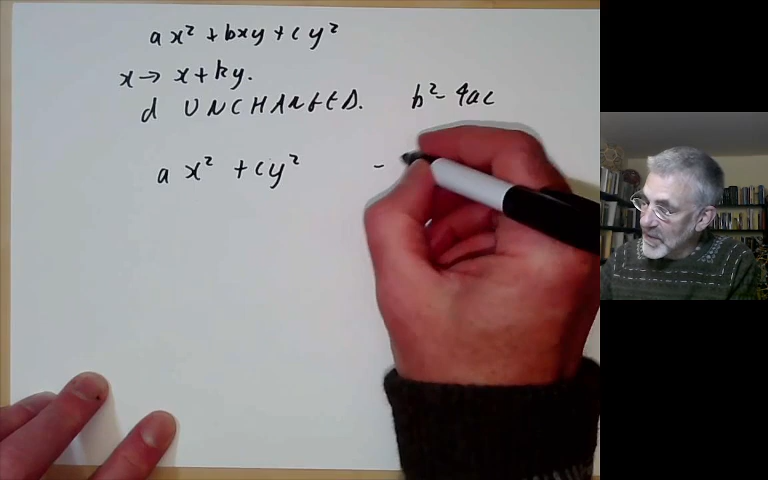 ax² + bxy + cy²
x → x + ky.
d UNCHANGED. b² - 4ac
ax² + cy² -